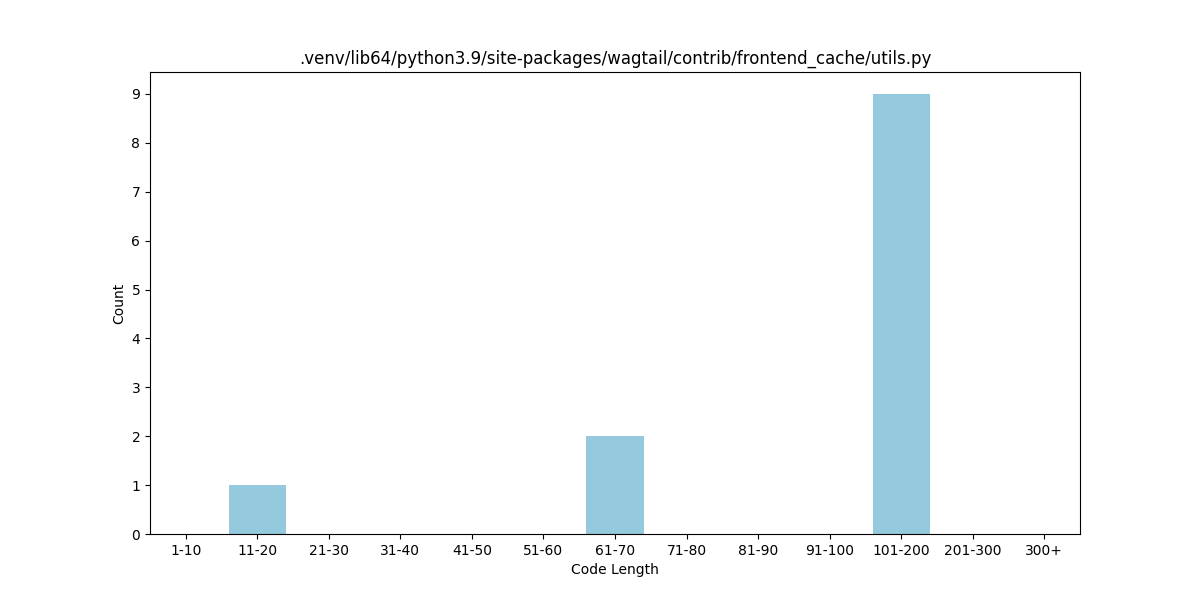 .venv/lib64/python3.9/site-packages/wagtail/contrib/frontend_cache/utils.py
9
8
7
6
5
4
3
2
1
0
Count
1-10 11-20 21-30 31-40 41-50 51-60 61-70 71-80 81-90 91-100 101-200 201-300 300+
Code Length